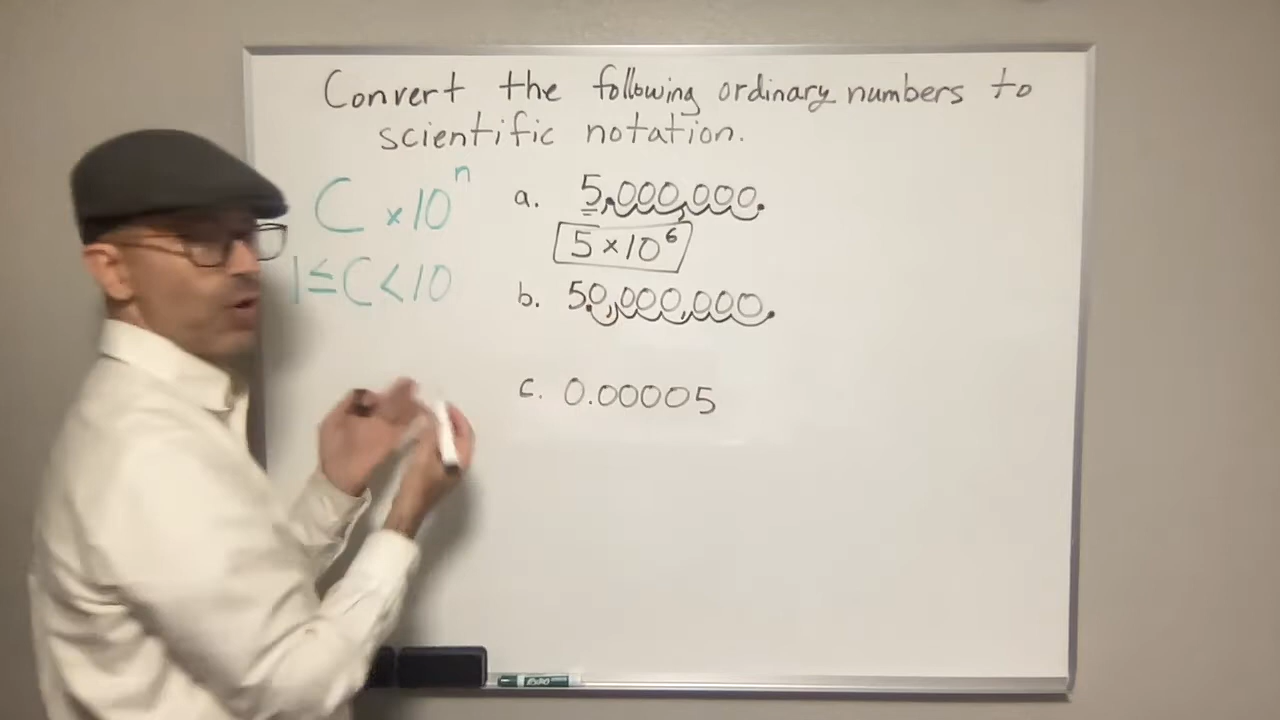 Convert the following ordinary numbers to
scientific notation.
C × 10ⁿ
1 ≤ C < 10
a. 5,000,000.
5 × 10⁶
b. 50,000,000.
c. 0.00005
EXPO